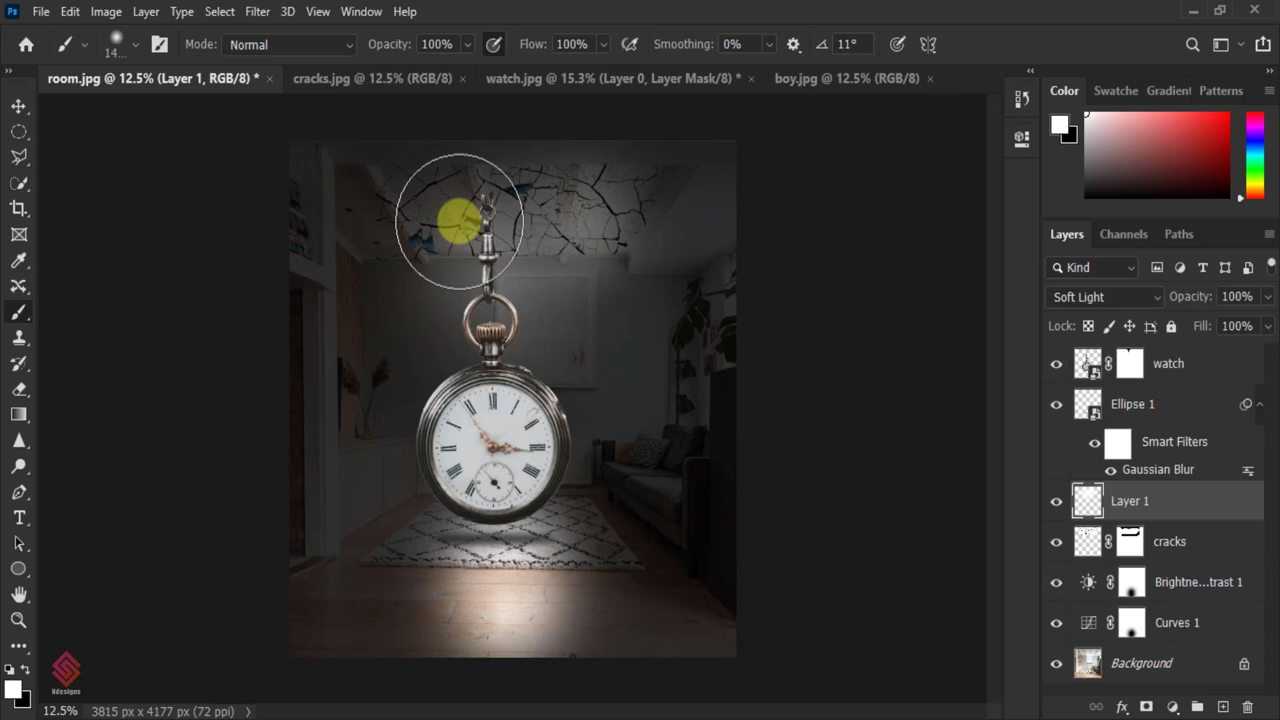 Ps File Edit Image Layer Type Select Filter 3D View Window Help
14... Mode: Normal Opacity: 100% Flow: 100% Smoothing: 0% 11°
room.jpg @ 12.5% (Layer 1, RGB/8) * cracks.jpg @ 12.5% (RGB/8) watch.jpg @ 15.3% (Layer 0, Layer Mask/8) * boy.jpg @ 12.5% (RGB/8)
Color Swatche Gradient Patterns
Layers Channels Paths
Kind
Soft Light Opacity: 100%
Lock: Fill: 100%
watch
Ellipse 1
Smart Filters
Gaussian Blur
Layer 1
cracks
Brightne...trast 1
Curves 1
Background
Hdesigns
12.5% 3815 px x 4177 px (72 ppi)